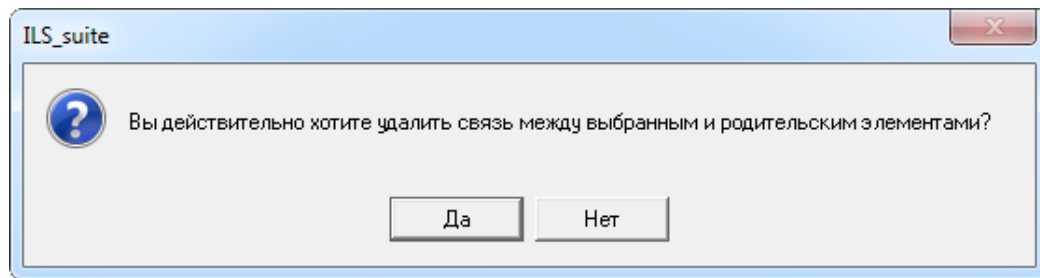 ILS_suite
Вы действительно хотите удалить связь между выбранным и родительским элементами?
Да
Нет